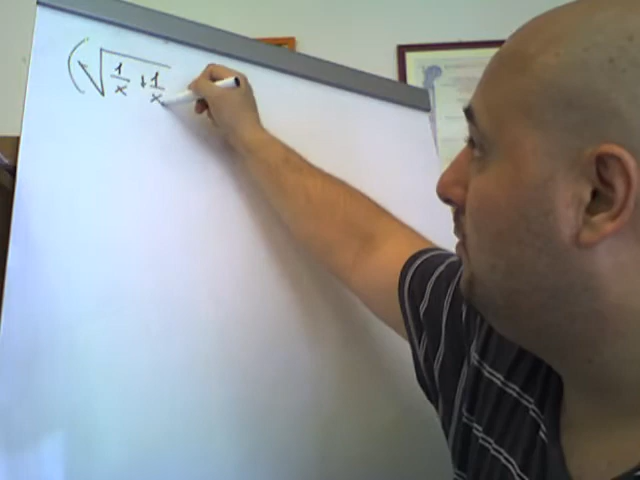 (√(1/x + 1/x